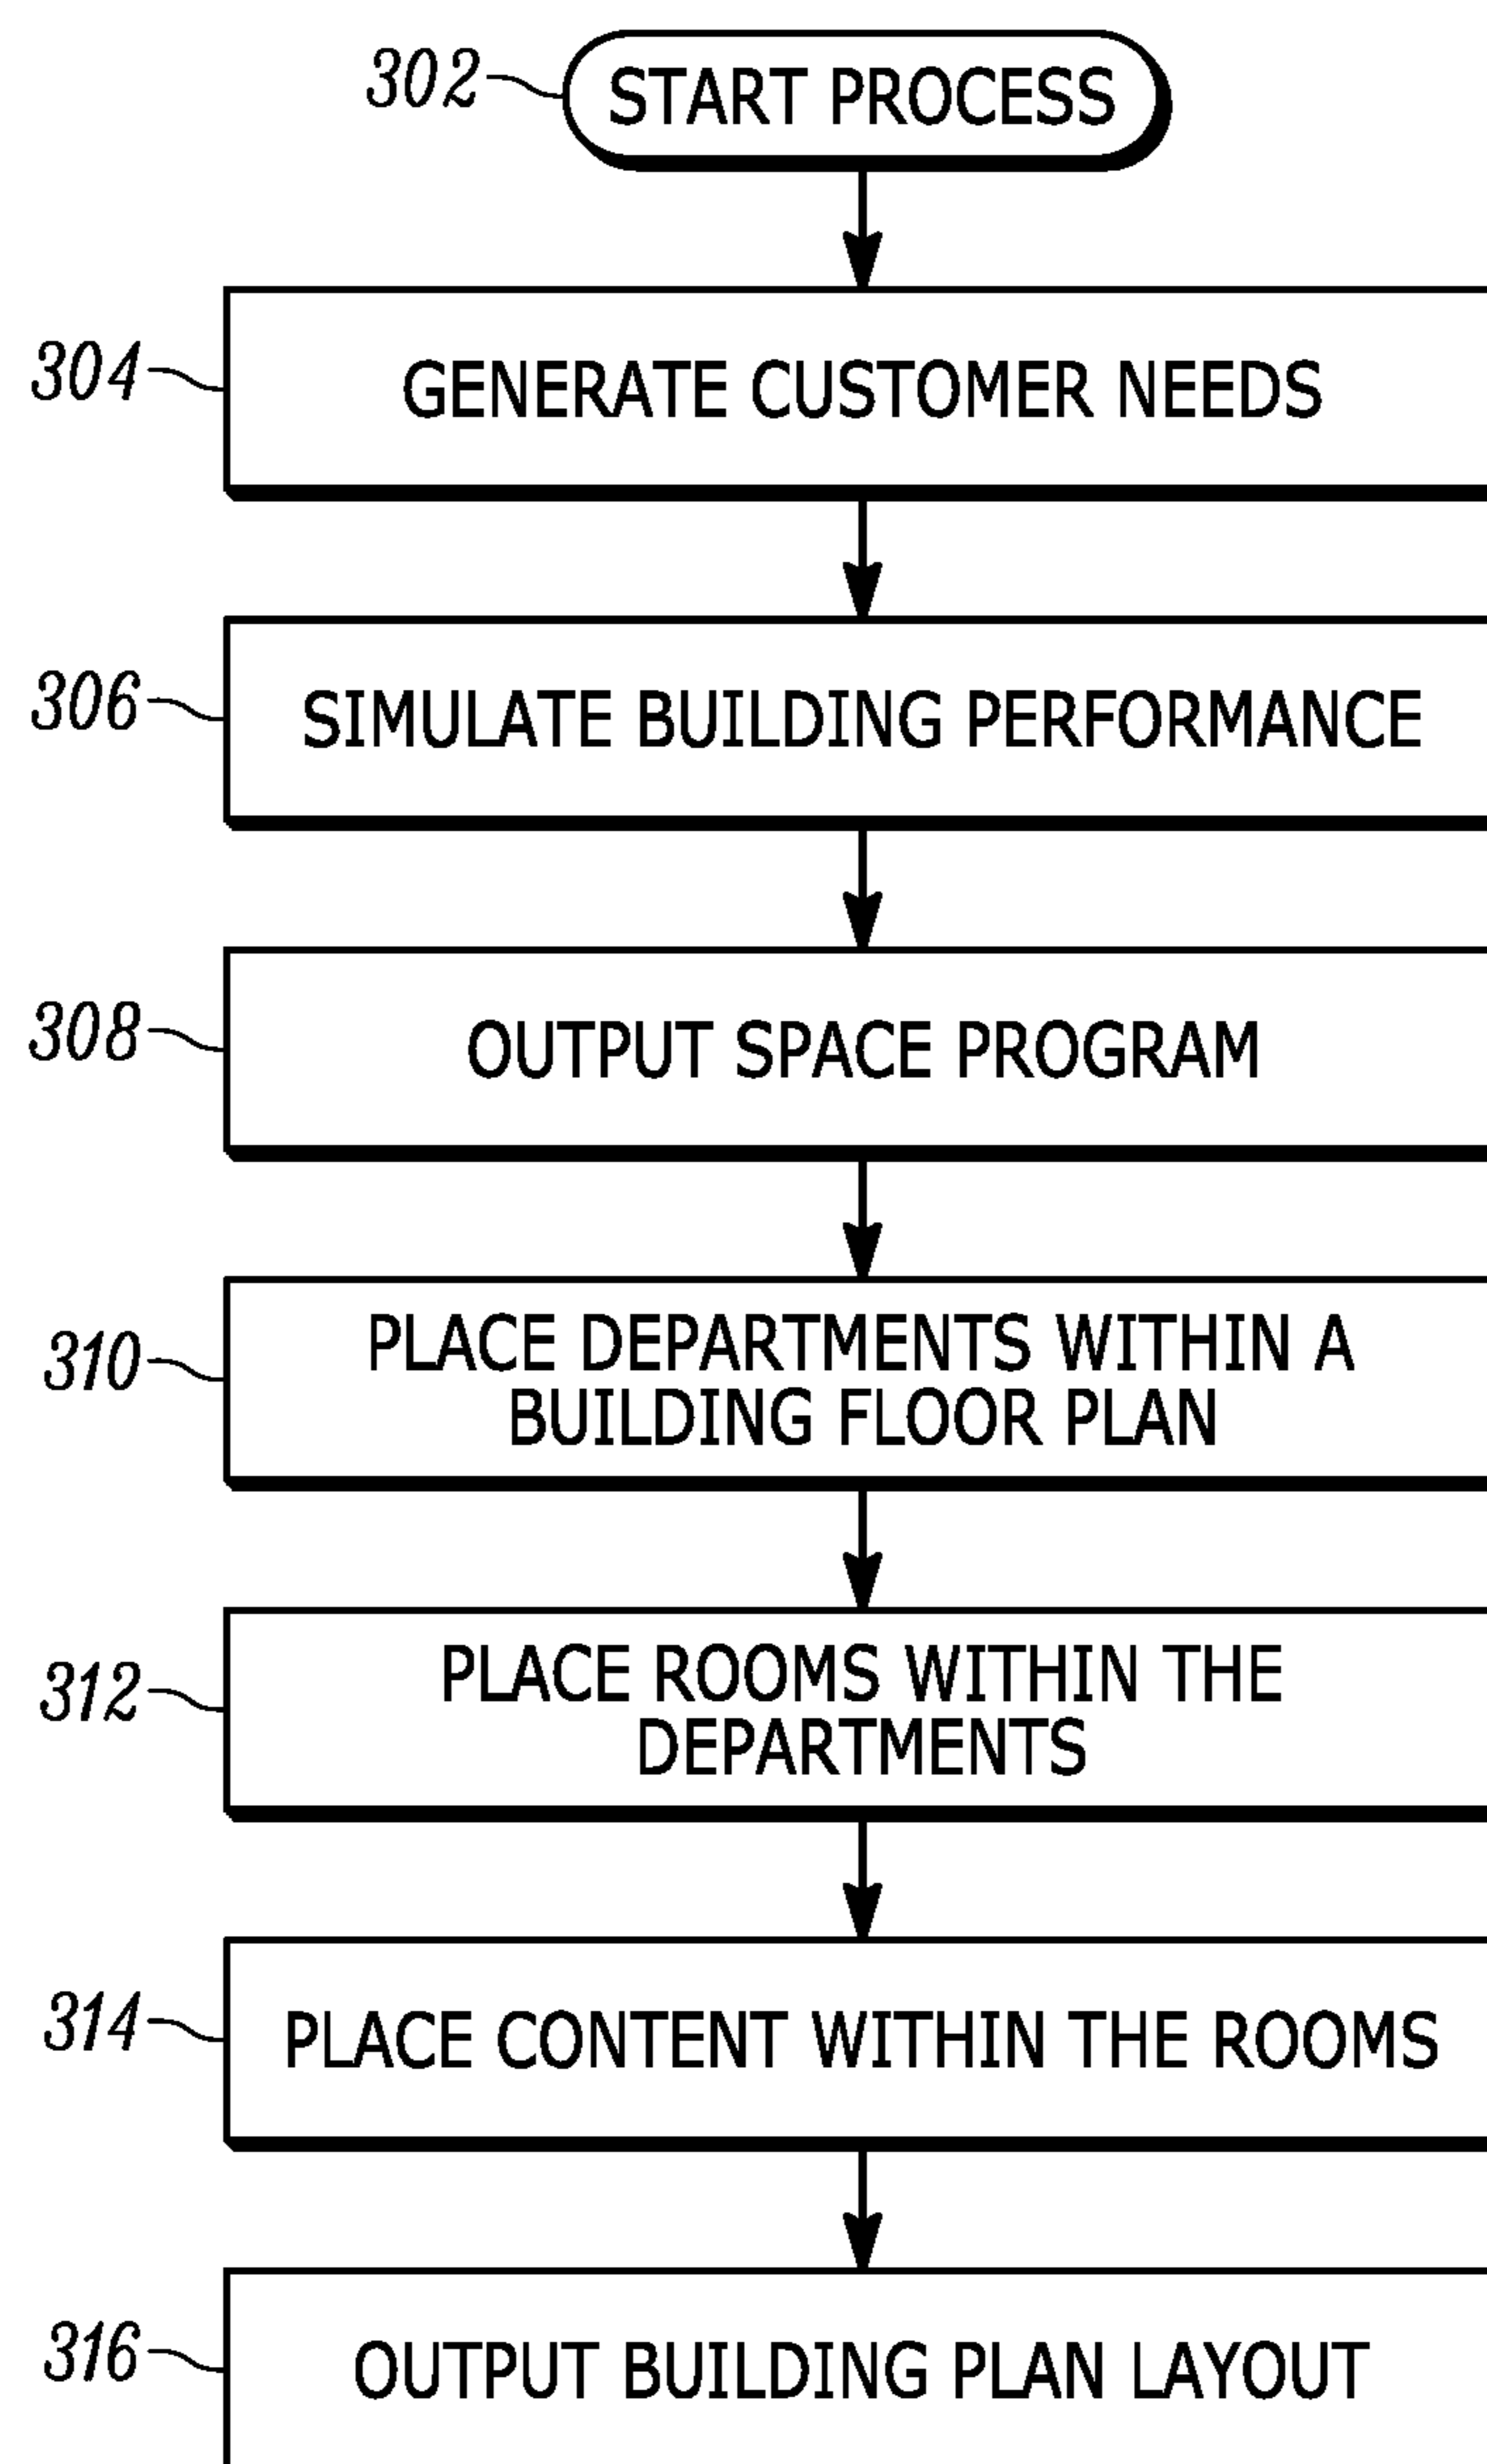 302 START PROCESS
304 GENERATE CUSTOMER NEEDS
306 SIMULATE BUILDING PERFORMANCE
308 OUTPUT SPACE PROGRAM
310 PLACE DEPARTMENTS WITHIN A
BUILDING FLOOR PLAN
312 PLACE ROOMS WITHIN THE
DEPARTMENTS
314 PLACE CONTENT WITHIN THE ROOMS
316 OUTPUT BUILDING PLAN LAYOUT